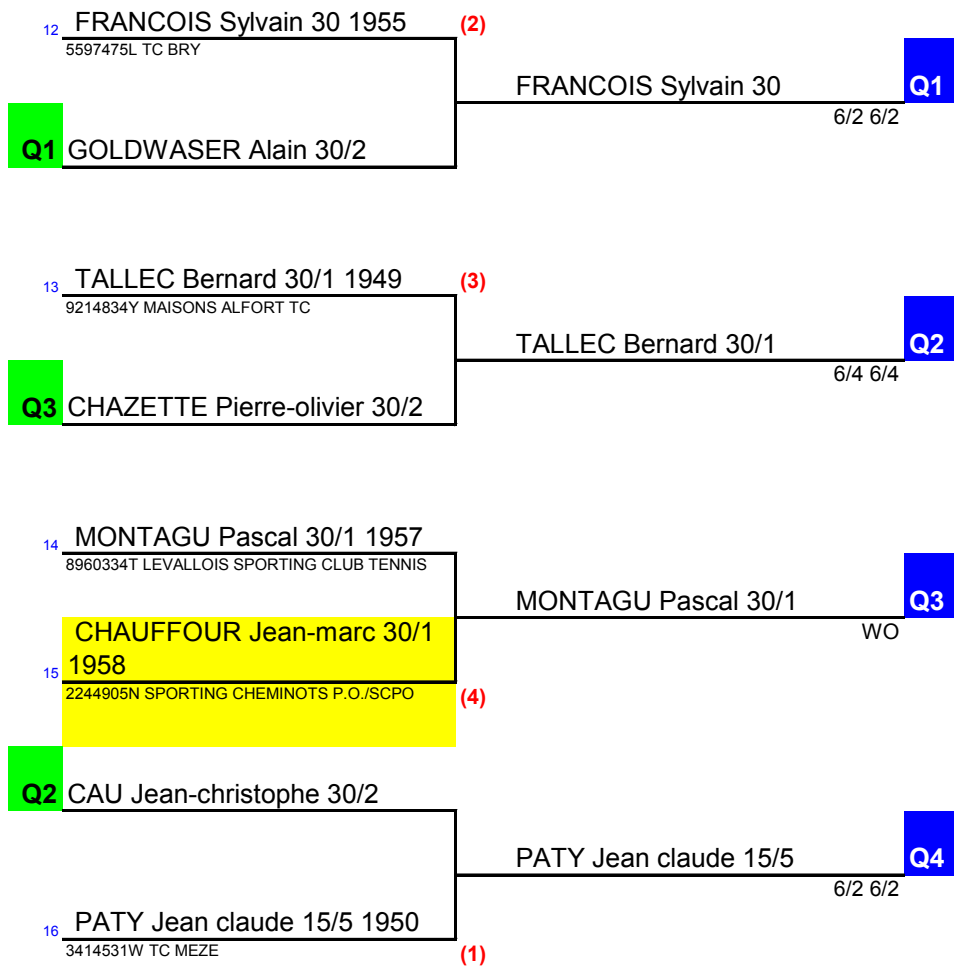 12 FRANCOIS Sylvain 30 1955 (2)
5597475L TC BRY
FRANCOIS Sylvain 30 Q1
6/2 6/2
Q1 GOLDWASER Alain 30/2
13 TALLEC Bernard 30/1 1949 (3)
9214834Y MAISONS ALFORT TC
TALLEC Bernard 30/1 Q2
6/4 6/4
Q3 CHAZETTE Pierre-olivier 30/2
14 MONTAGU Pascal 30/1 1957
8960334T LEVALLOIS SPORTING CLUB TENNIS
MONTAGU Pascal 30/1 Q3
WO
CHAUFFOUR Jean-marc 30/1
15 1958
2244905N SPORTING CHEMINOTS P.O./SCPO (4)
Q2 CAU Jean-christophe 30/2
PATY Jean claude 15/5 Q4
6/2 6/2
16 PATY Jean claude 15/5 1950
3414531W TC MEZE (1)